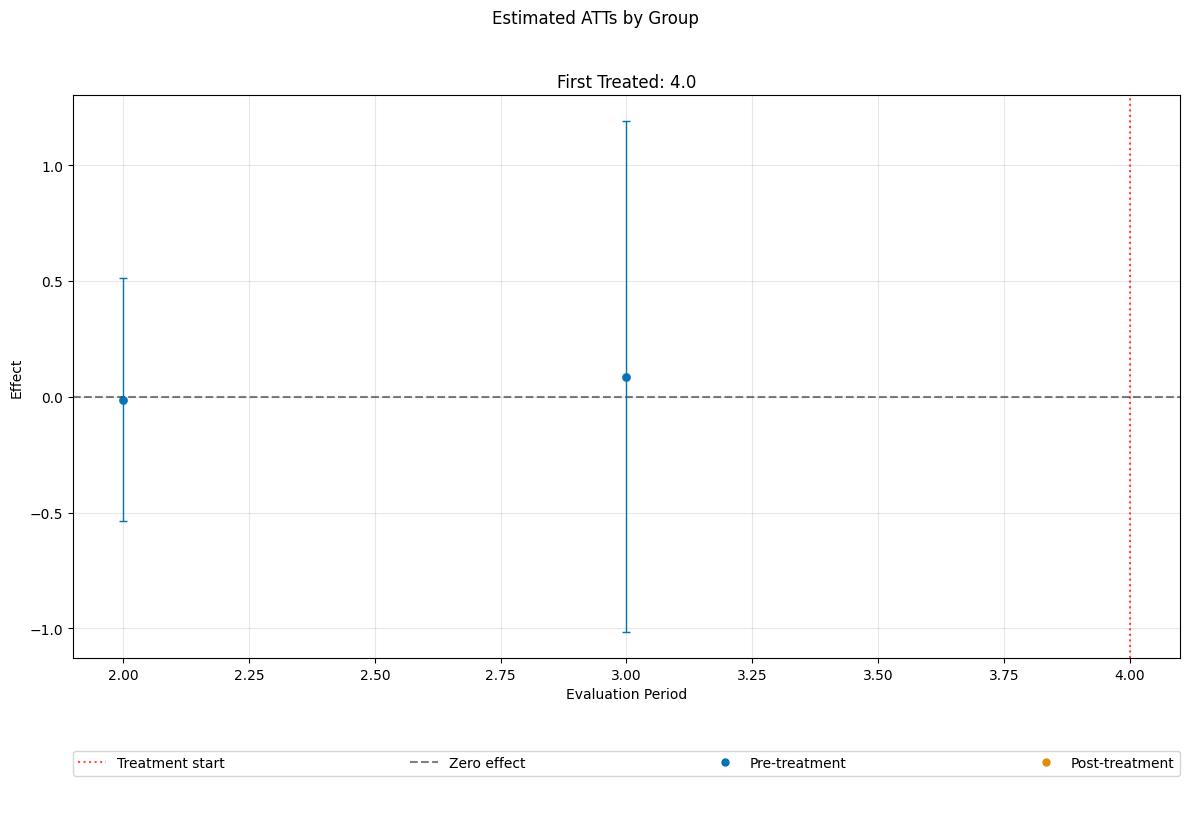 Estimated ATTs by Group
First Treated: 4.0
Effect
1.0
0.5
0.0
−0.5
−1.0
2.00 2.25 2.50 2.75 3.00 3.25 3.50 3.75 4.00
Evaluation Period
Treatment start Zero effect Pre-treatment Post-treatment